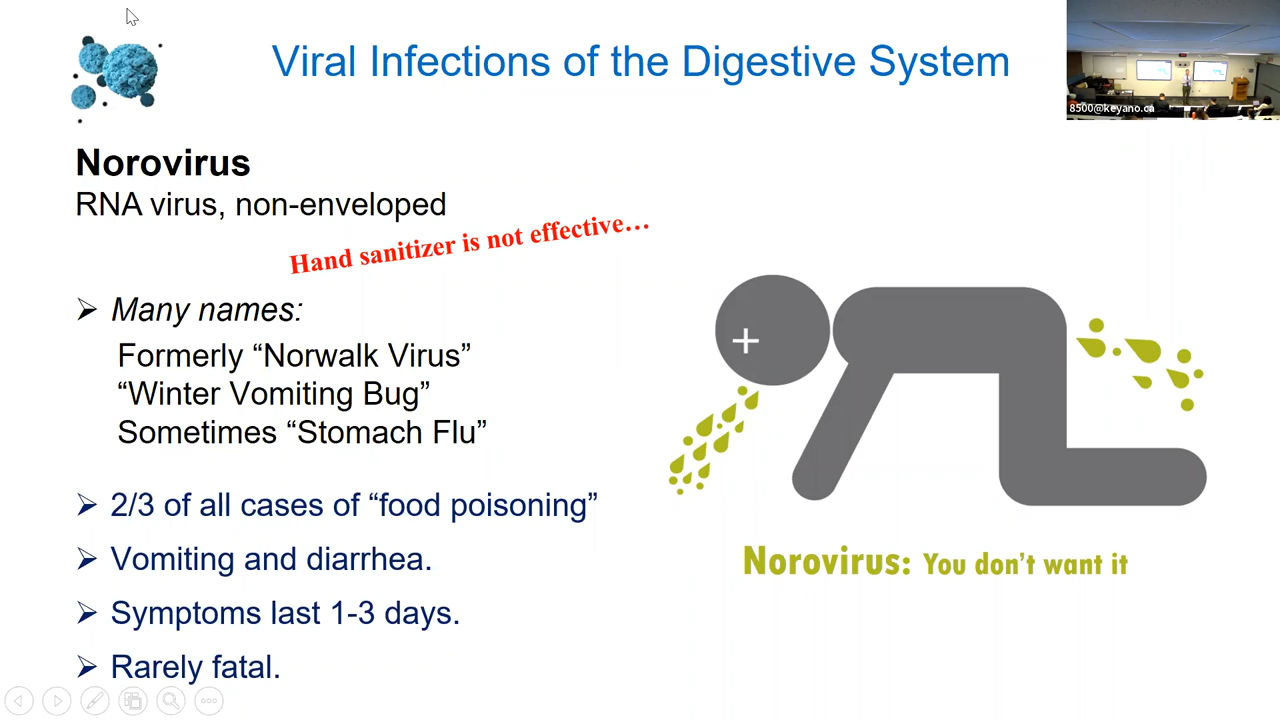 Viral Infections of the Digestive System
8500@keyano.ca
Norovirus
RNA virus, non-enveloped
Hand sanitizer is not effective…
Many names:
Formerly “Norwalk Virus”
“Winter Vomiting Bug”
Sometimes “Stomach Flu”
2/3 of all cases of “food poisoning”
Vomiting and diarrhea.
Symptoms last 1-3 days.
Rarely fatal.
Norovirus: You don’t want it